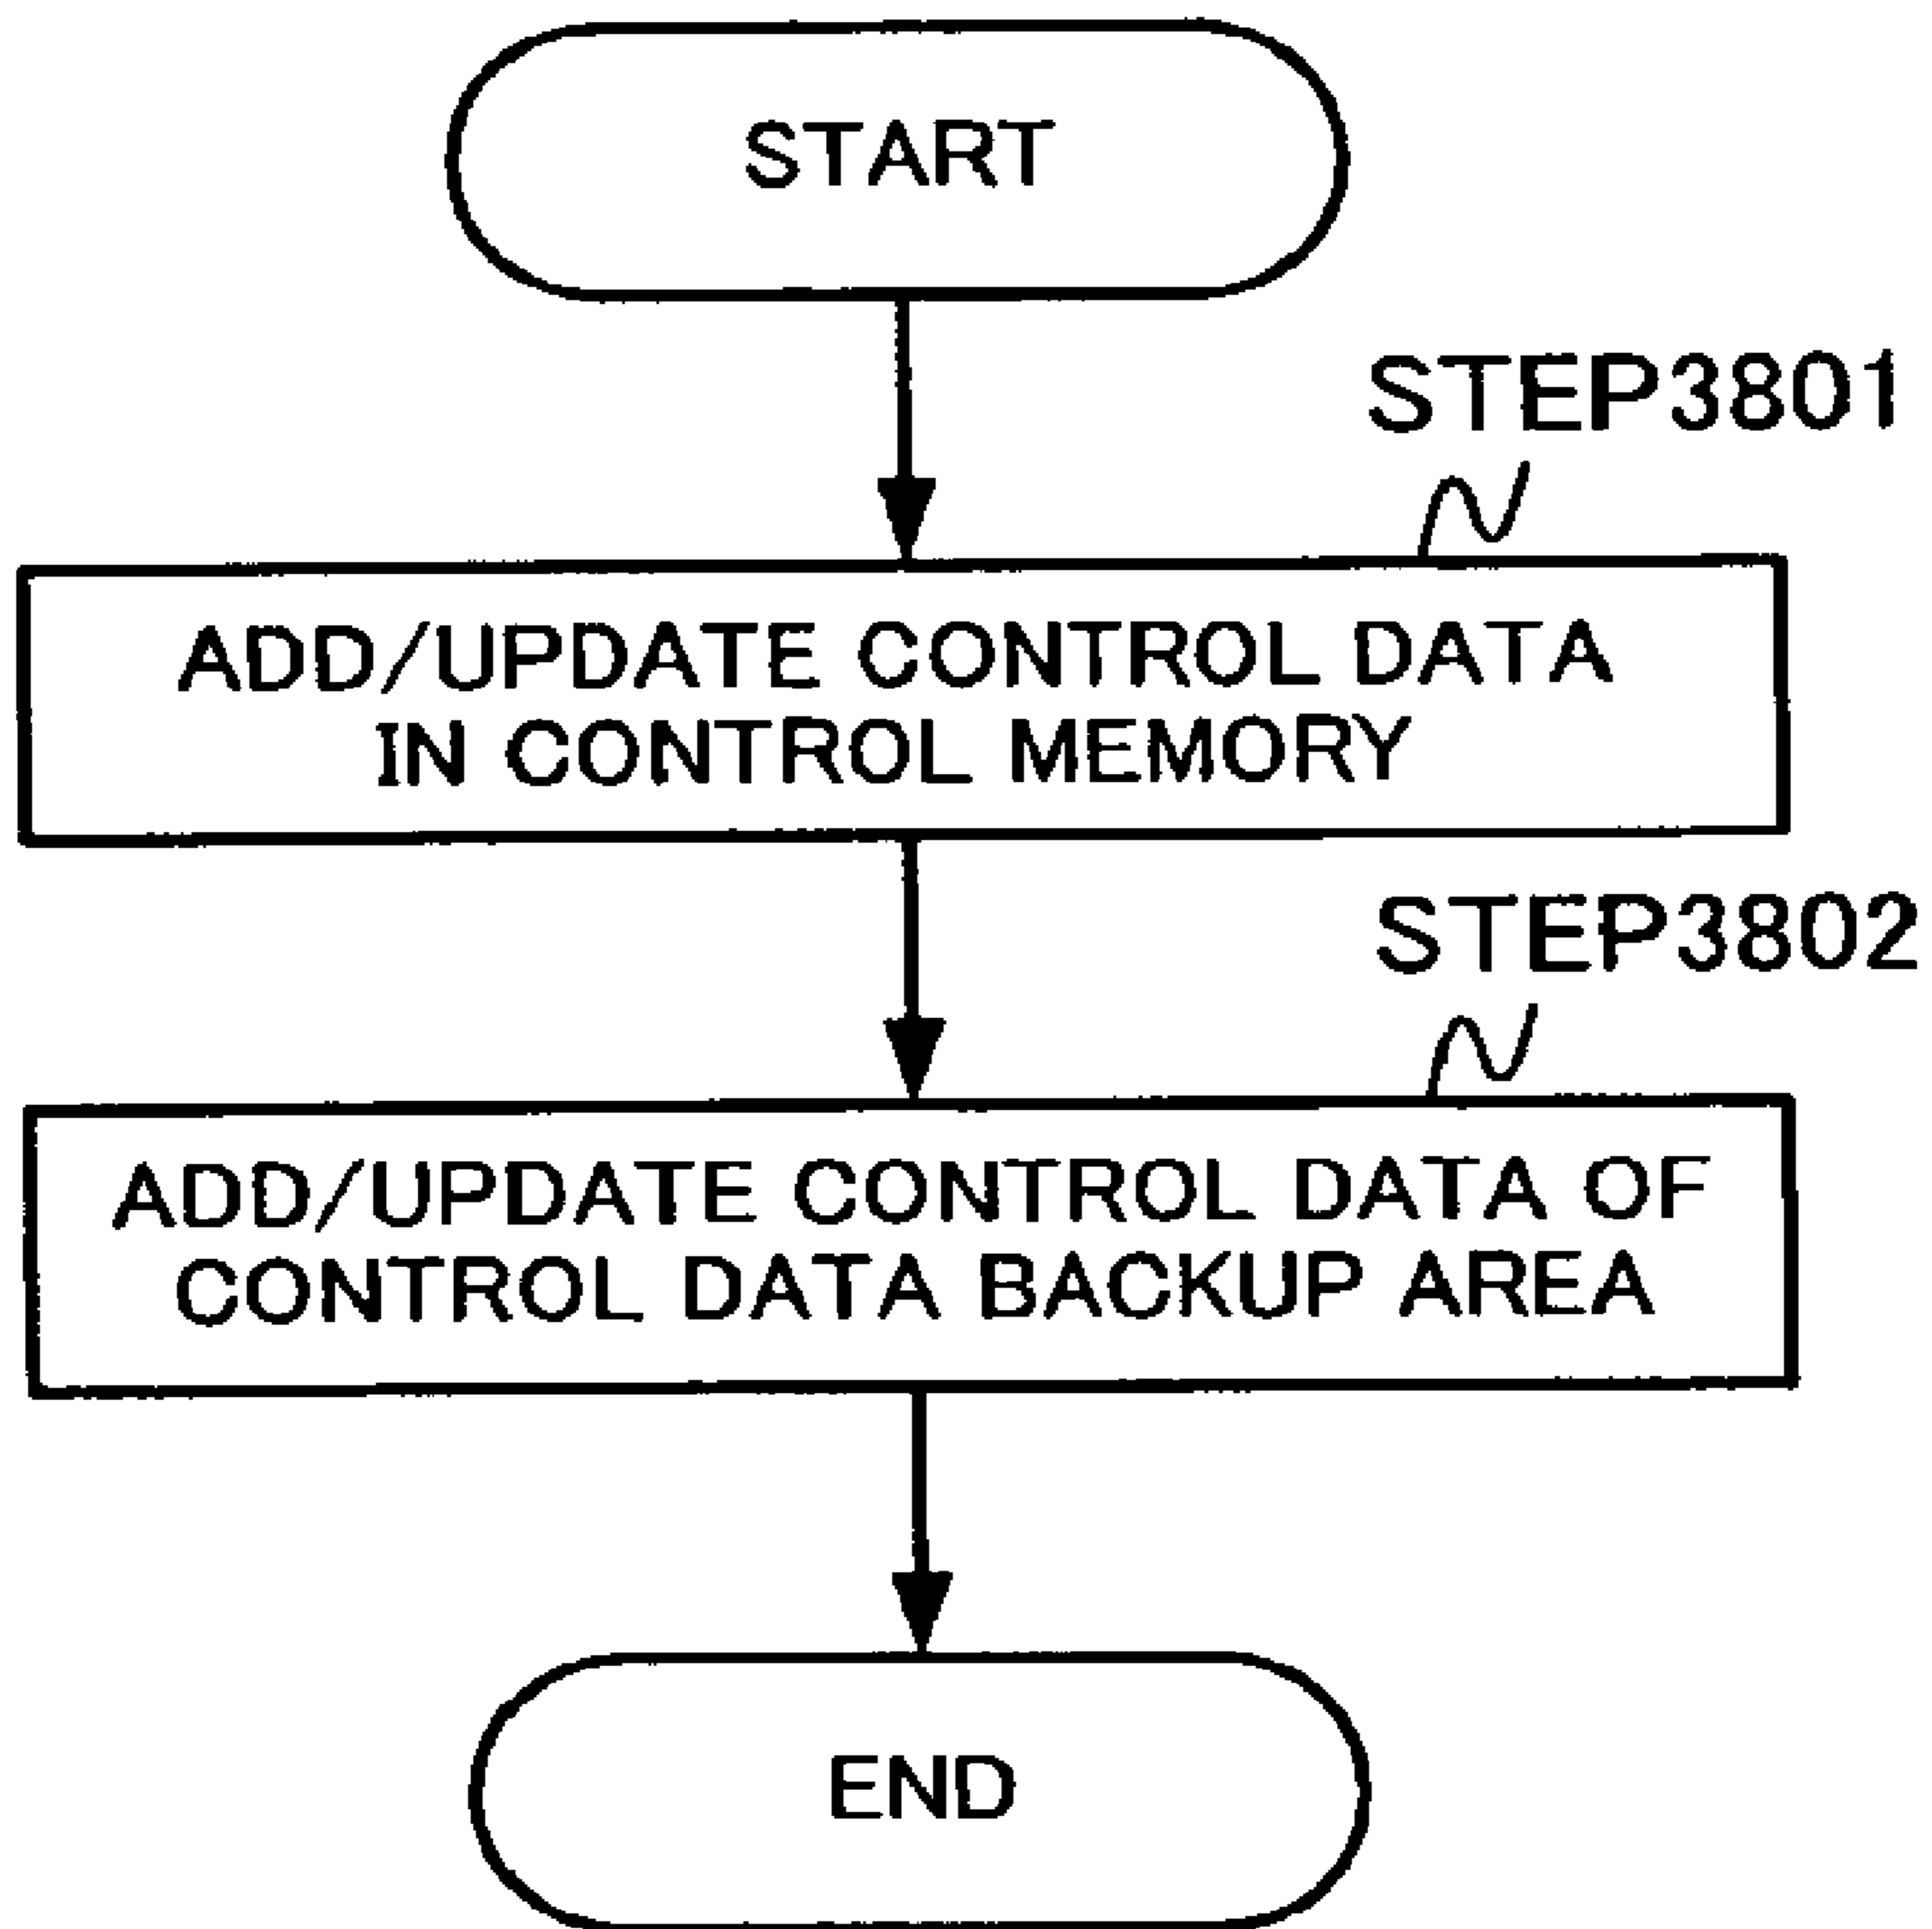 START
STEP3801
ADD/UPDATE CONTROL DATA
IN CONTROL MEMORY
STEP3802
ADD/UPDATE CONTROL DATA OF
CONTROL DATA BACKUP AREA
END